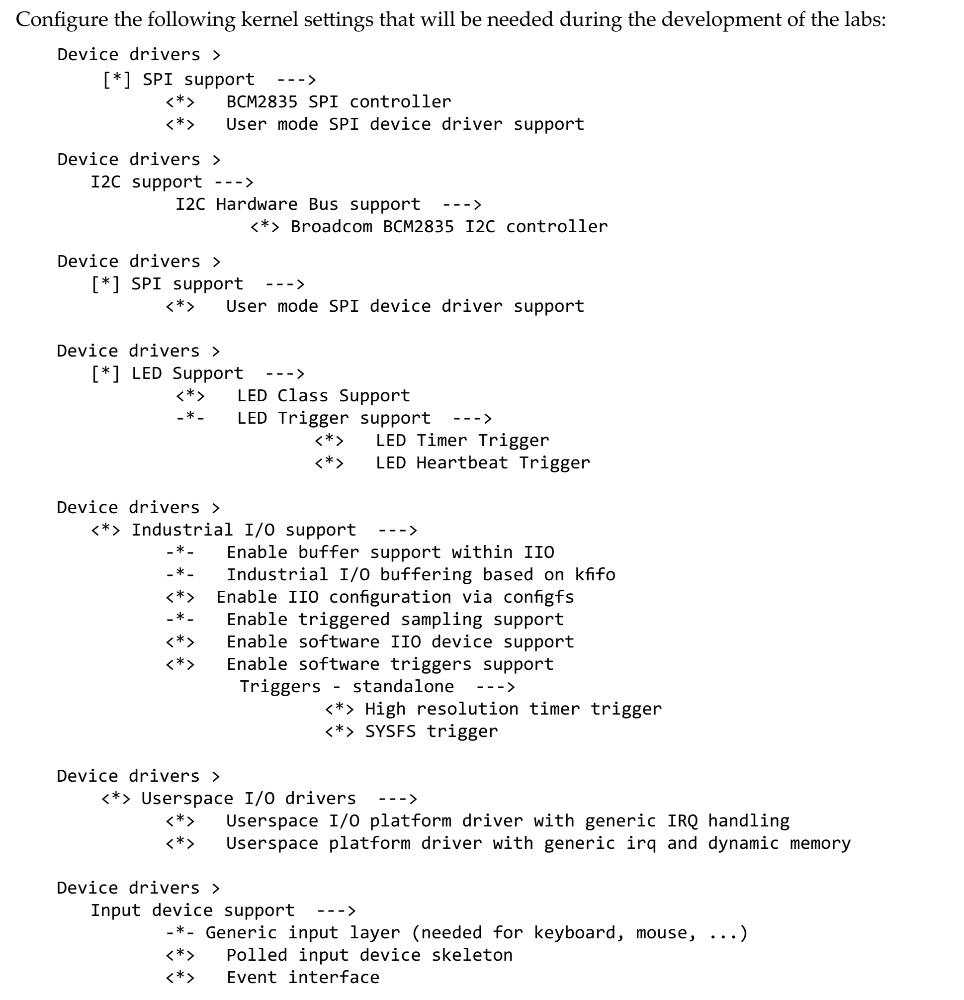 Configure the following kernel settings that will be needed during the development of the labs:
Device drivers >
[*] SPI support  --->
<*>   BCM2835 SPI controller
<*>   User mode SPI device driver support
Device drivers >
I2C support --->
I2C Hardware Bus support  --->
<*> Broadcom BCM2835 I2C controller
Device drivers >
[*] SPI support  --->
<*>   User mode SPI device driver support
Device drivers >
[*] LED Support  --->
<*>   LED Class Support
-*-   LED Trigger support  --->
<*>   LED Timer Trigger
<*>   LED Heartbeat Trigger
Device drivers >
<*> Industrial I/O support  --->
-*-   Enable buffer support within IIO
-*-   Industrial I/O buffering based on kfifo
<*>  Enable IIO configuration via configfs
-*-   Enable triggered sampling support
<*>   Enable software IIO device support
<*>   Enable software triggers support
Triggers - standalone  --->
<*> High resolution timer trigger
<*> SYSFS trigger
Device drivers >
<*> Userspace I/O drivers  --->
<*>   Userspace I/O platform driver with generic IRQ handling
<*>   Userspace platform driver with generic irq and dynamic memory
Device drivers >
Input device support  --->
-*- Generic input layer (needed for keyboard, mouse, ...)
<*>   Polled input device skeleton
<*>   Event interface